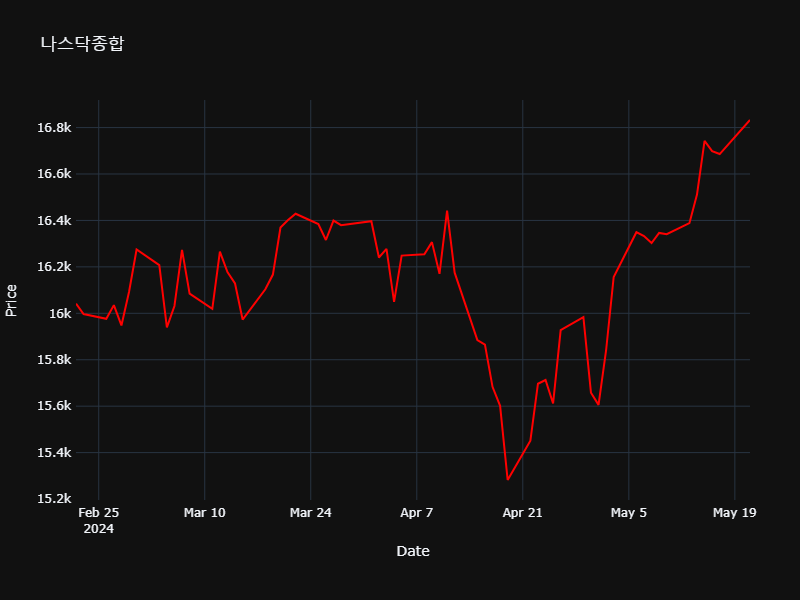 나스닥종합
16.8k
16.6k
16.4k
16.2k
16k
15.8k
15.6k
15.4k
15.2k
Price
Feb 25
2024
Mar 10
Mar 24
Apr 7
Apr 21
May 5
May 19
Date